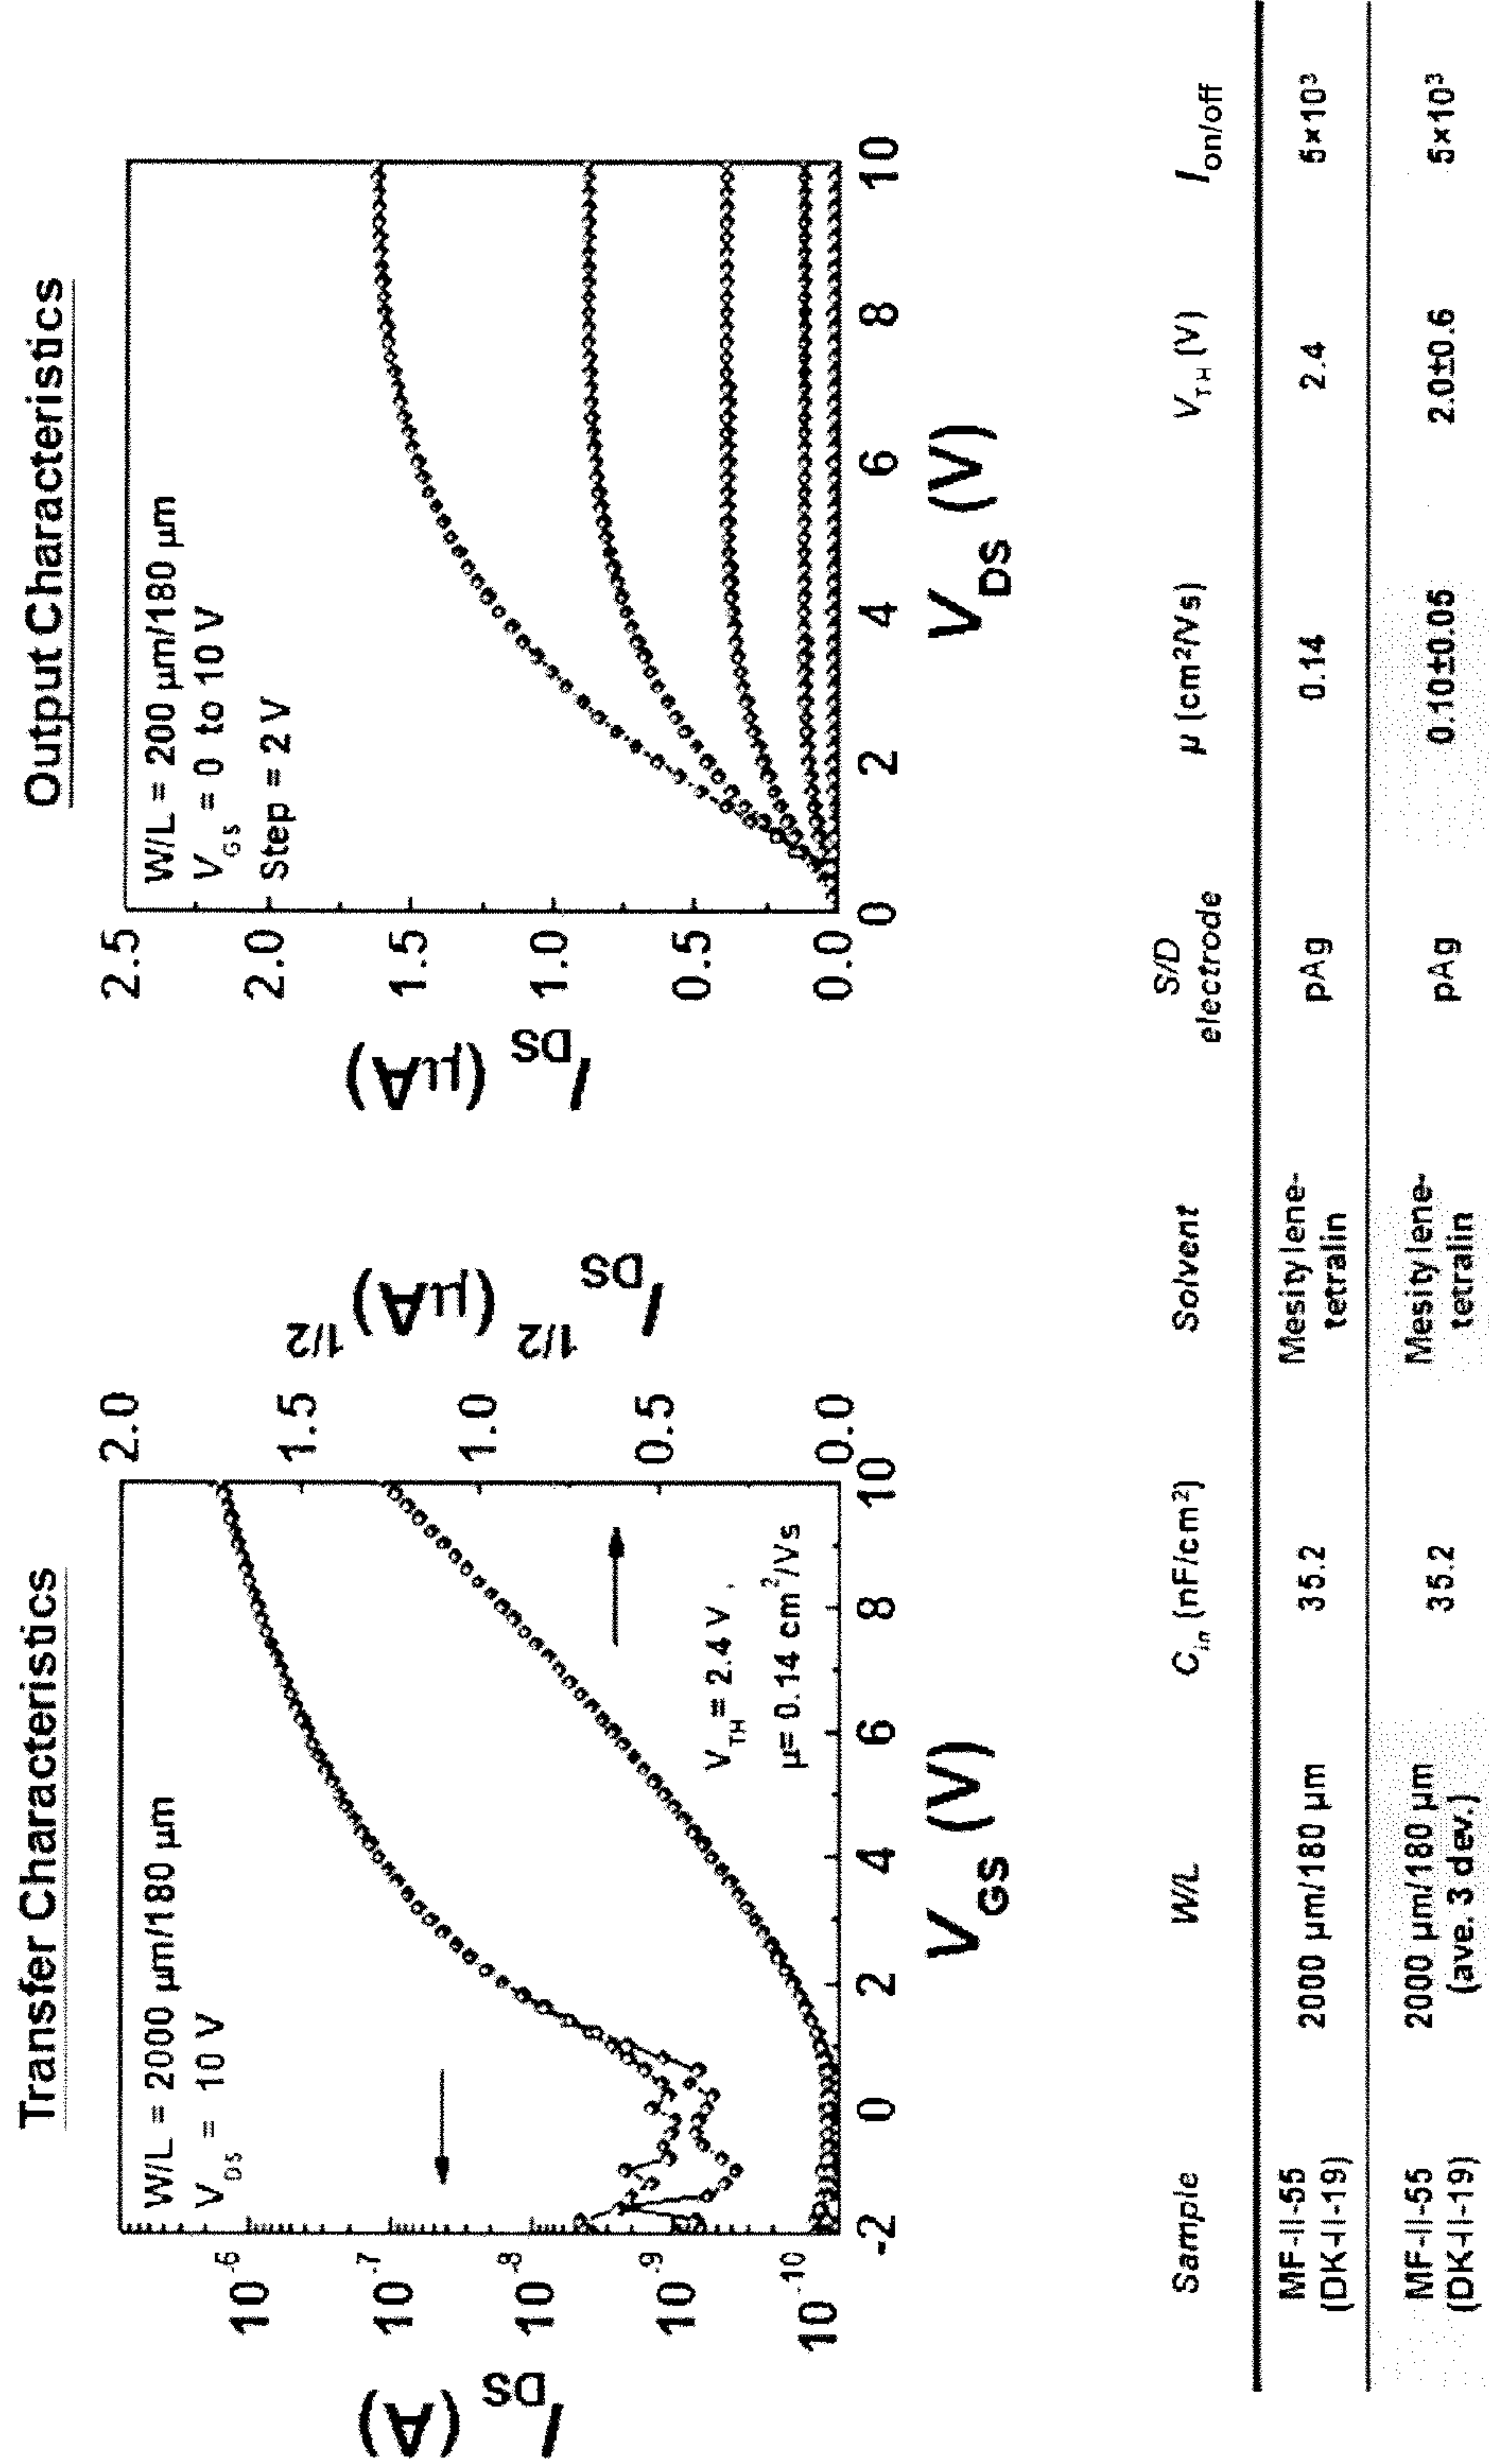 Transfer Characteristics
W/L = 2000 μm/180 μm
V_DS = 10 V
V_TH = 2.4 V,
μ= 0.14 cm²/Vs
I_DS (A)
10⁻⁶
10⁻⁷
10⁻⁸
10⁻⁹
10⁻¹⁰
-2 0 2 4 6 8 10
V_GS (V)
2.0
1.5
1.0
0.5
0.0
I_DS^1/2 (μA)^1/2
Output Characteristics
W/L = 200 μm/180 μm
V_GS = 0 to 10 V
Step = 2 V
I_DS (μA)
2.5
2.0
1.5
1.0
0.5
0.0
0 2 4 6 8 10
V_DS (V)
Sample W/L C_in (nF/cm²) Solvent S/D electrode μ (cm²/Vs) V_TH (V) I_on/off
MF-II-55 2000 μm/180 μm 35.2 Mesitylene- pAg 0.14 2.4 5×10³
(DK-II-19) tetralin
MF-II-55 2000 μm/180 μm 35.2 Mesitylene- pAg 0.10±0.05 2.0±0.6 5×10³
(DK-II-19) (ave. 3 dev.) tetralin